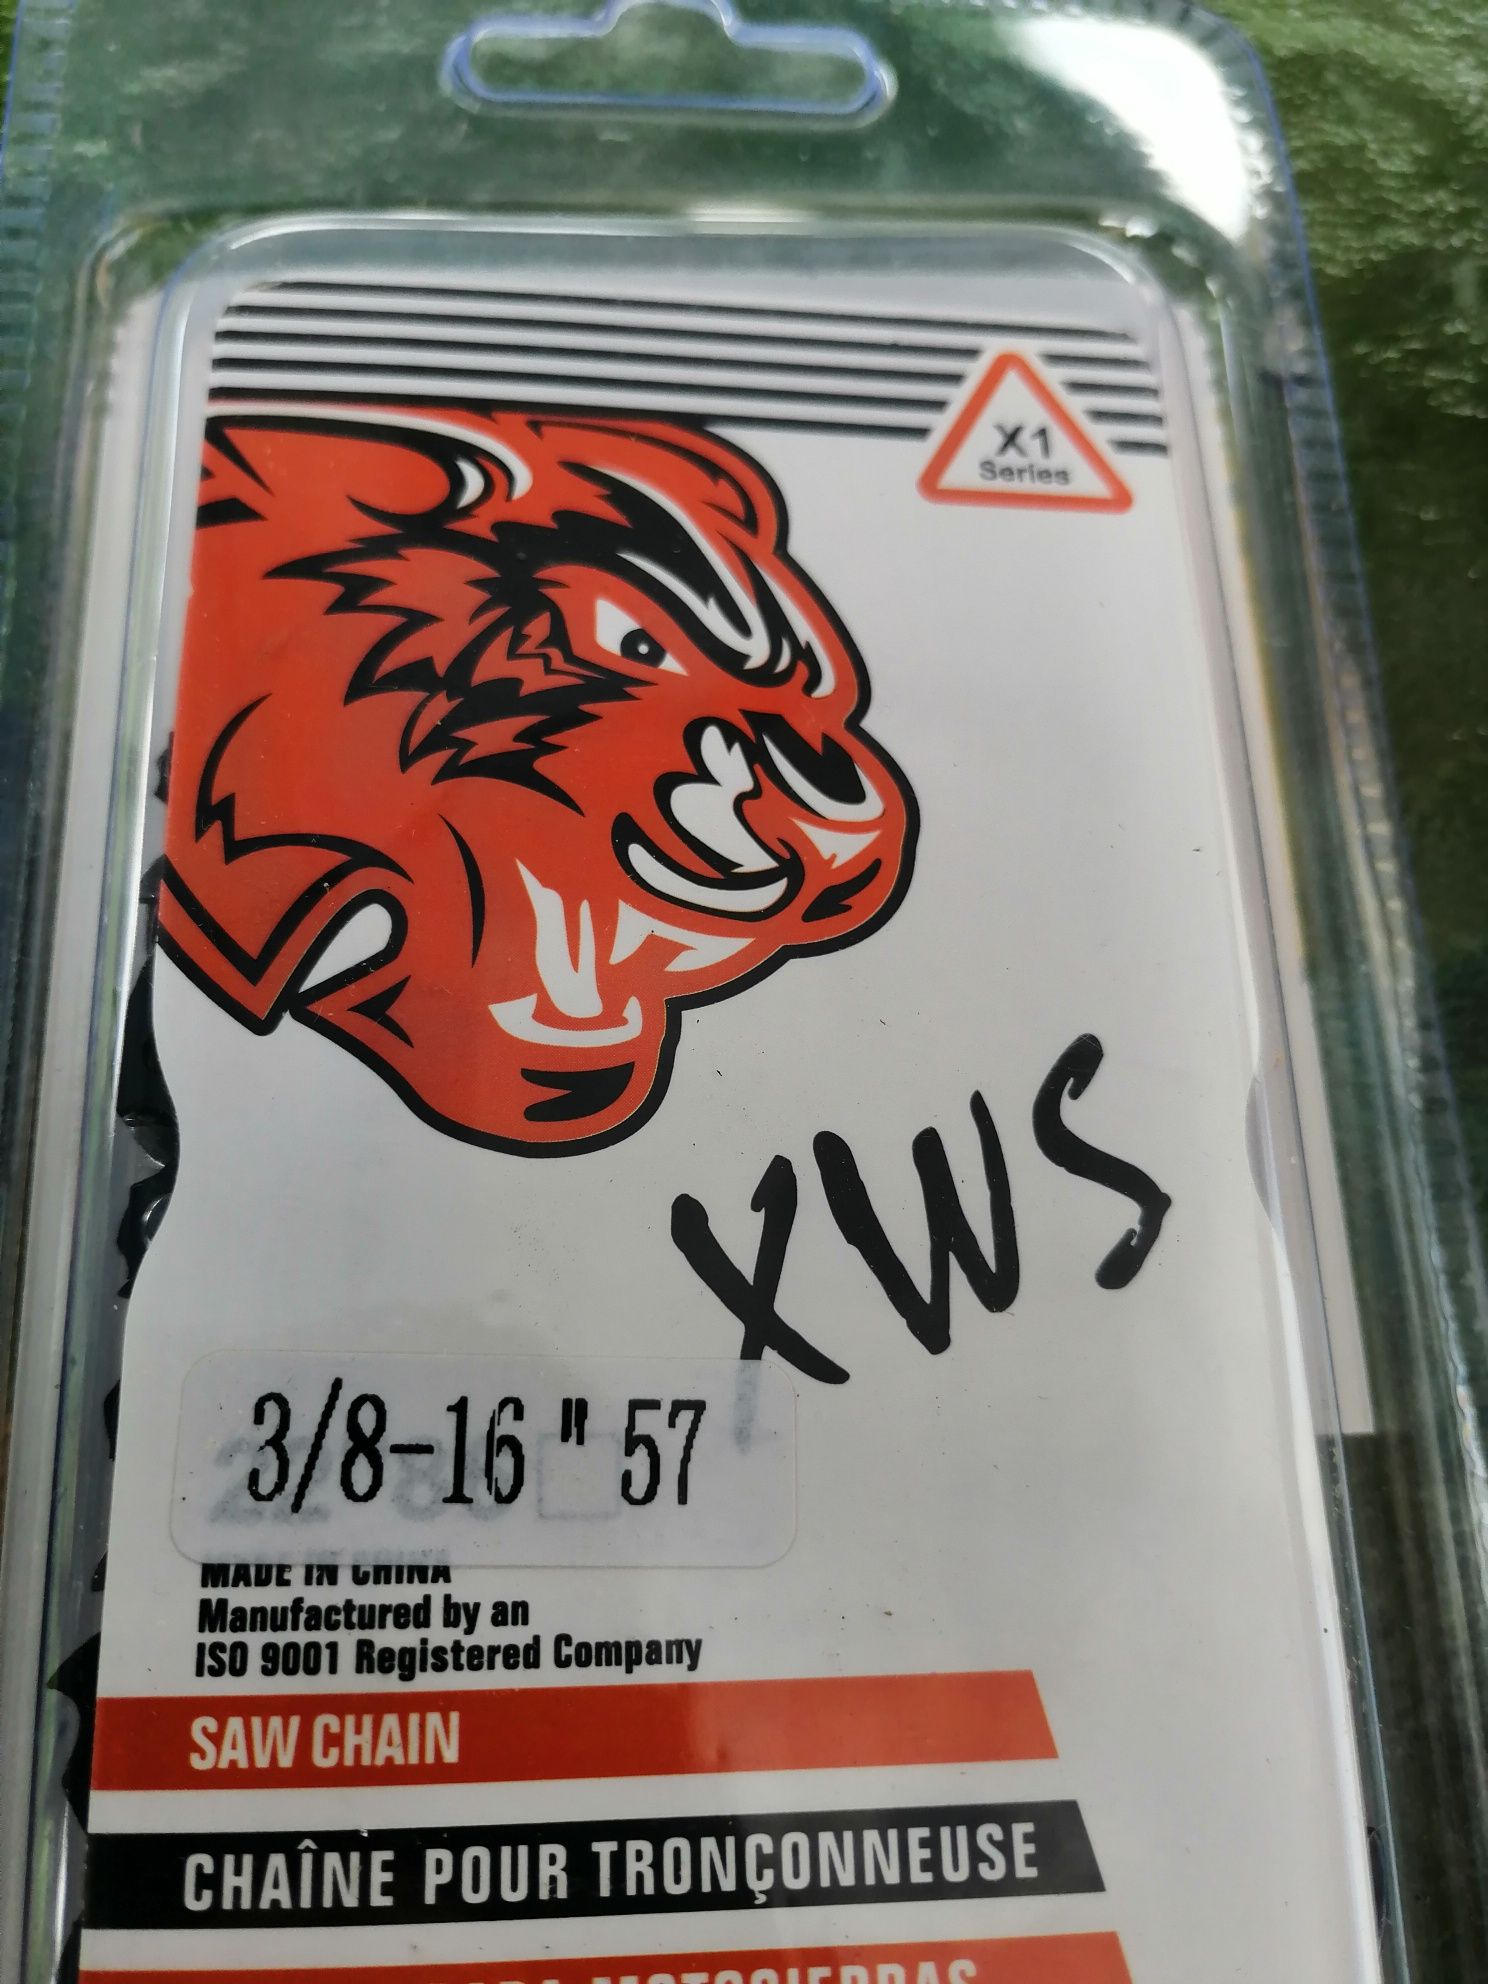 X1
Series
XWS
3/8-16 " 57
MADE IN CHINA
Manufactured by an
ISO 9001 Registered Company
SAW CHAIN
CHAÎNE POUR TRONÇONNEUSE
MOTOSIERRAS